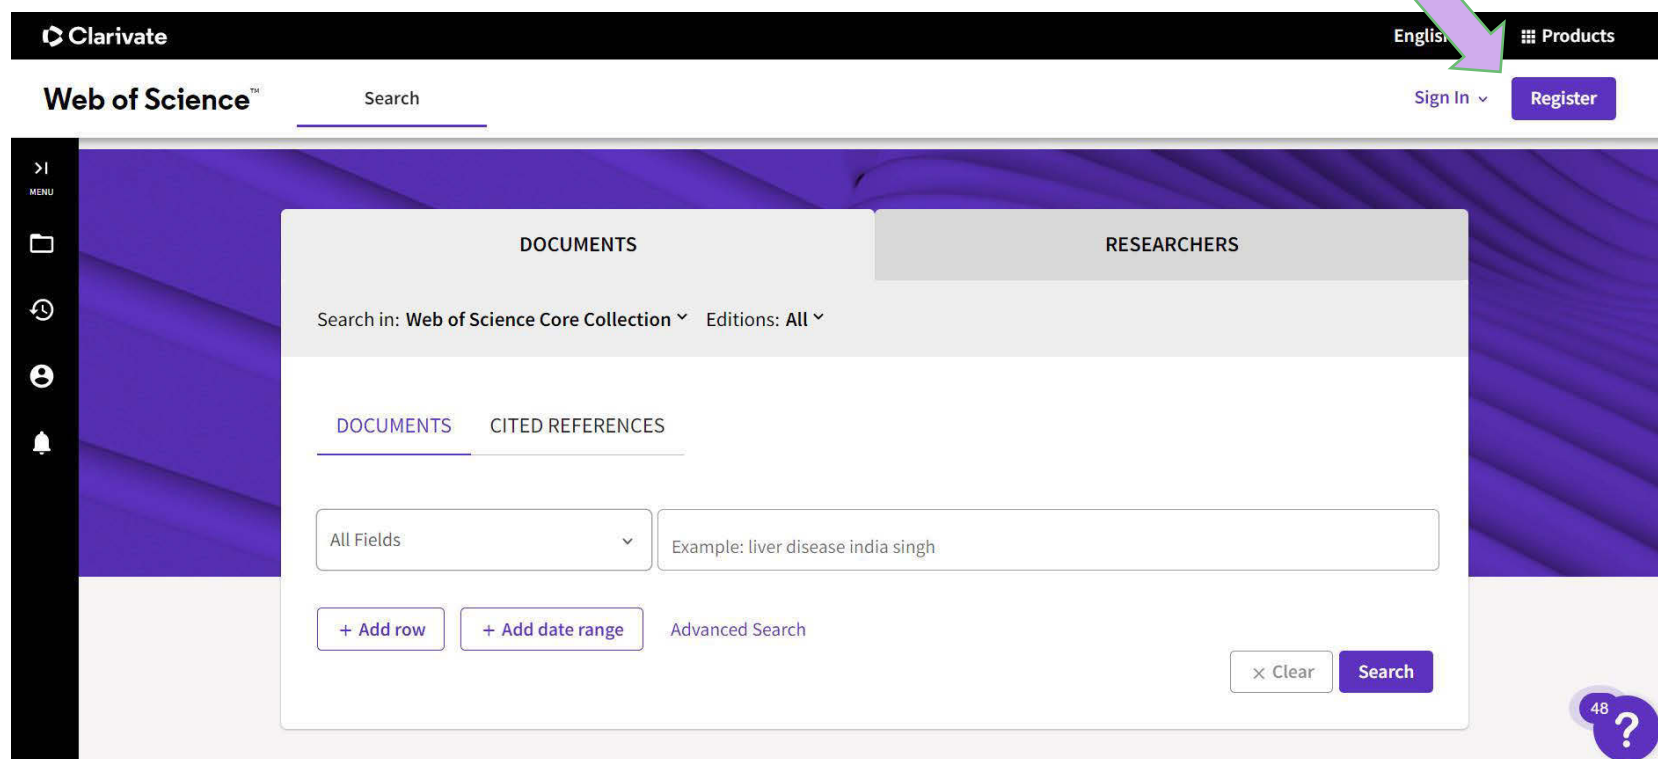 Clarivate
Products
Web of Science™
Search
Sign In
Register
MENU
DOCUMENTS
RESEARCHERS
Search in: Web of Science Core Collection Editions: All
DOCUMENTS
CITED REFERENCES
All Fields
Example: liver disease india singh
+ Add row
+ Add date range
Advanced Search
× Clear
Search
48
?